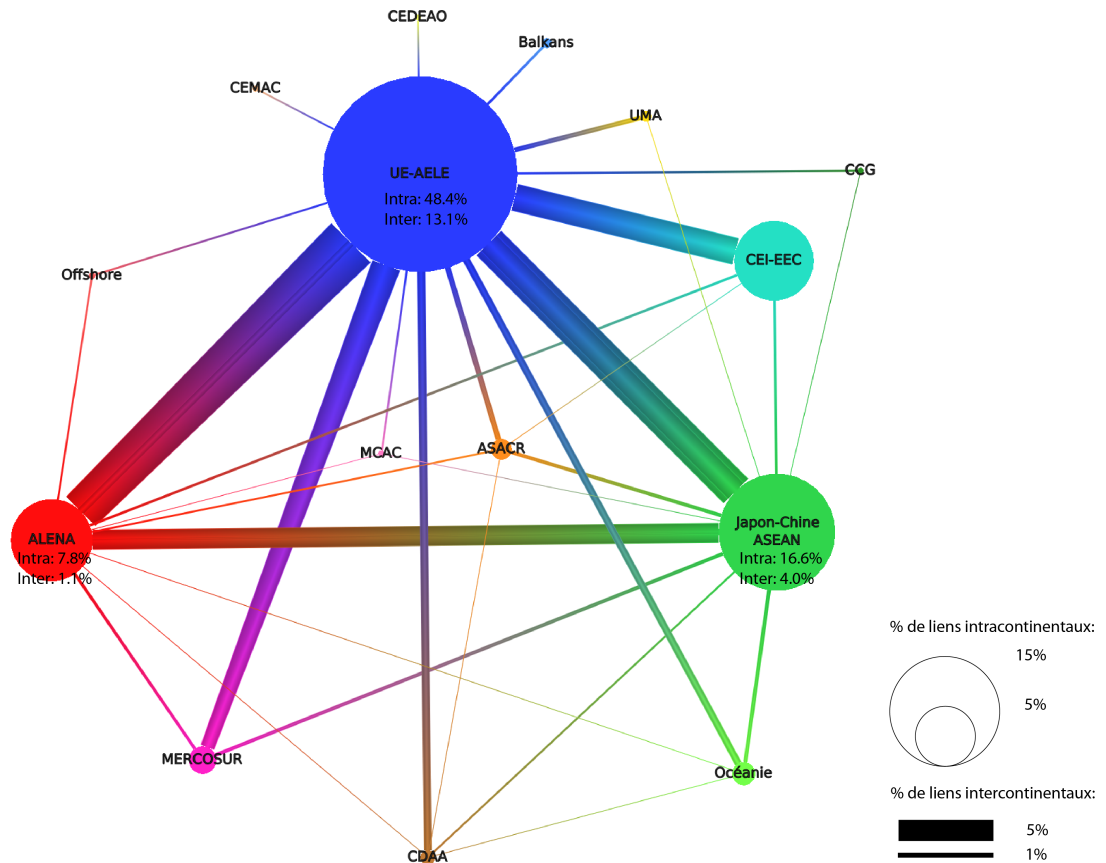 CEDEAO
Balkans
CEMAC
UMA
UE-AELE
Intra: 48.4%
Inter: 13.1%
CCG
CEI-EEC
Offshore
MCAC
ASACR
Japon-Chine
ASEAN
Intra: 16.6%
Inter: 4.0%
ALENA
Intra: 7.8%
Inter: 1.1%
MERCOSUR
Océanie
CDAA
% de liens intracontinentaux:
15%
5%
% de liens intercontinentaux:
5%
1%